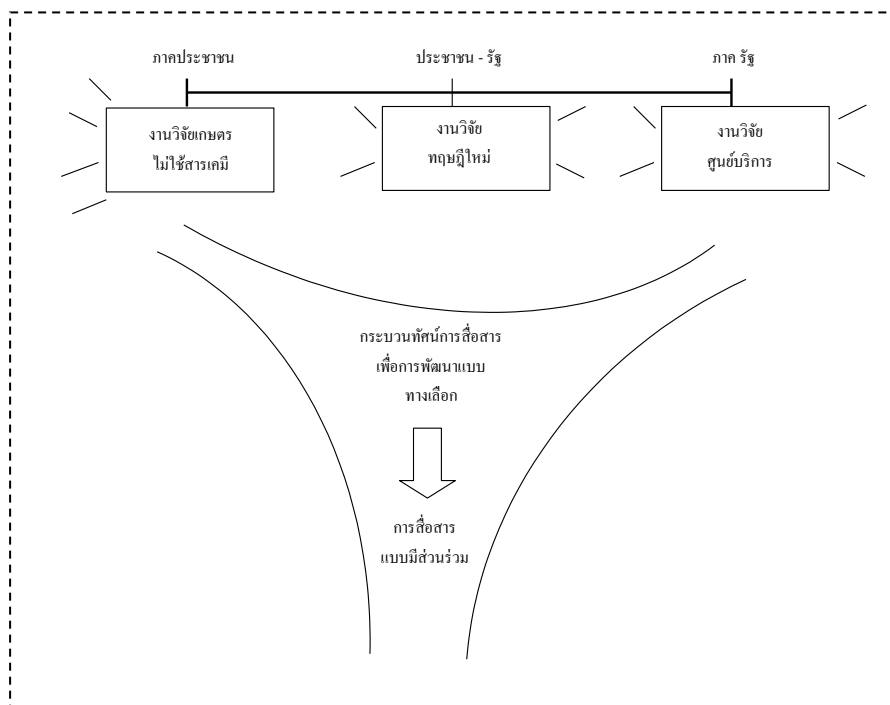 ภาคประชาชน
ประชาชน - รัฐ
ภาค รัฐ
งานวิจัยเกษตร
ไม่ใช้สารเคมี
งานวิจัย
ทฤษฎีใหม่
งานวิจัย
ศูนย์บริการ
กระบวนทัศน์การสื่อสาร
เพื่อการพัฒนาแบบ
ทางเลือก
การสื่อสาร
แบบมีส่วนร่วม